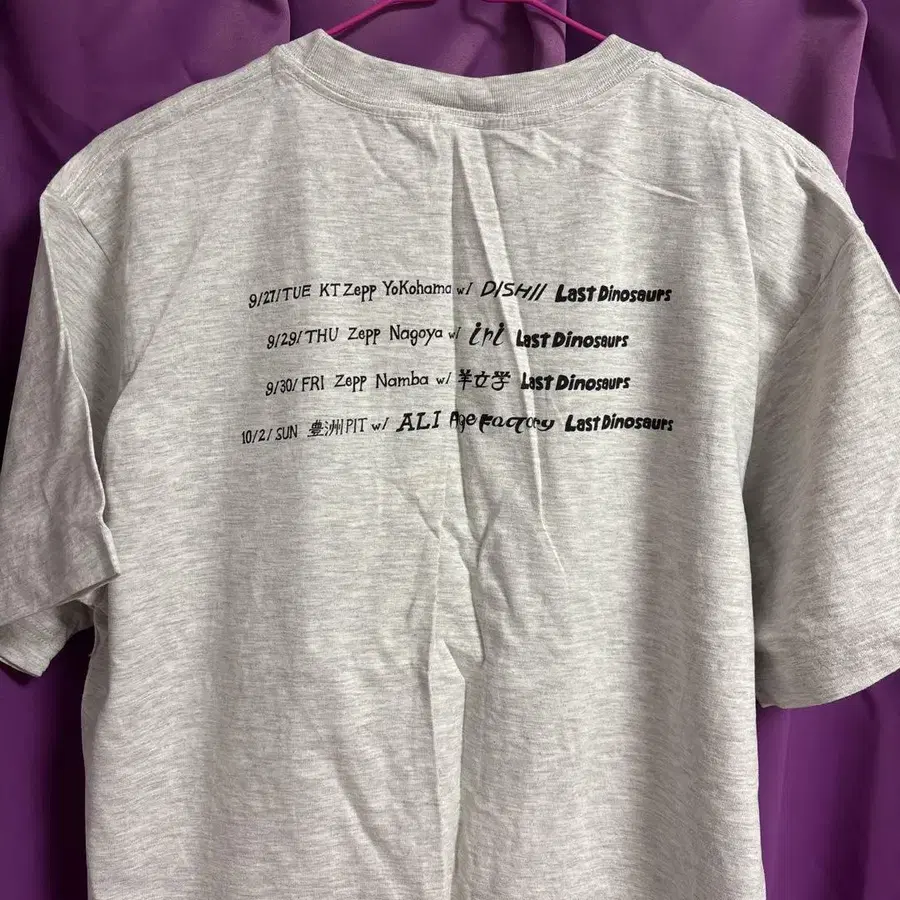 9/27/TUE KT Zepp YoKohama w/ DISH// Last Dinosaurs
9/29/THU Zepp Nagoya w/ iri Last Dinosaurs
9/30/FRI Zepp Namba w/ 羊文学 Last Dinosaurs
10/2/SUN 豊洲PIT w/ ALI Age Factory Last Dinosaurs